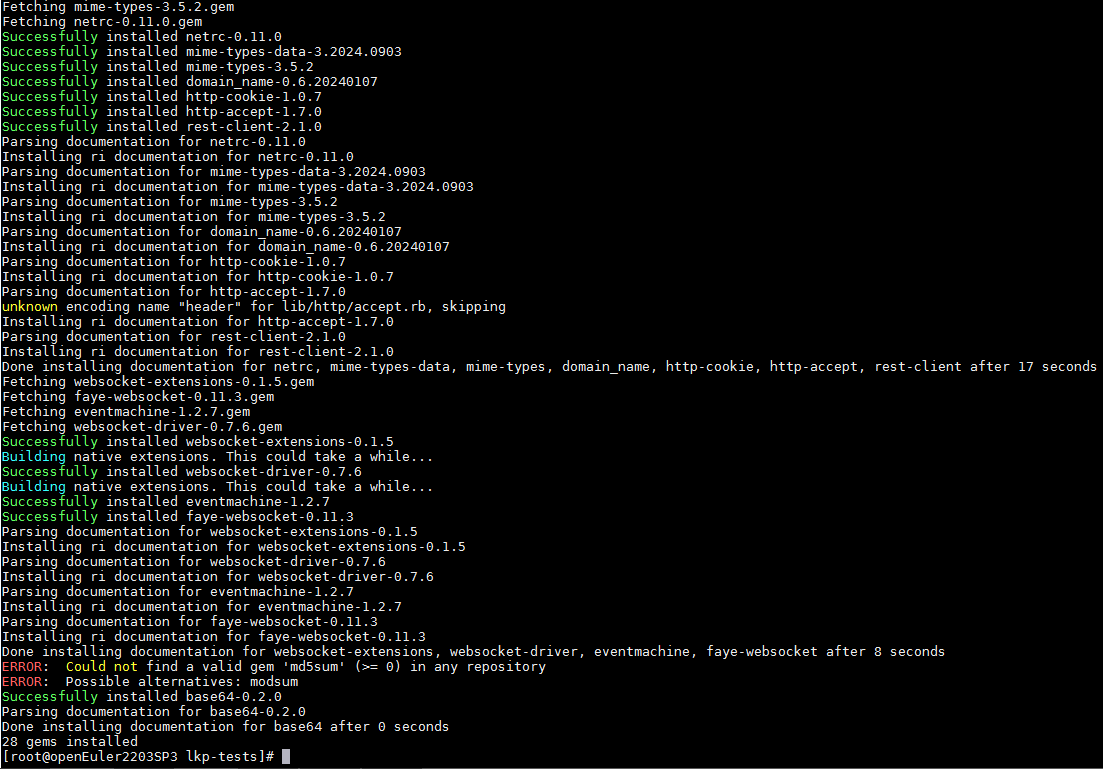 Fetching mime-types-3.5.2.gem
Fetching netrc-0.11.0.gem
Successfully installed netrc-0.11.0
Successfully installed mime-types-data-3.2024.0903
Successfully installed mime-types-3.5.2
Successfully installed domain_name-0.6.20240107
Successfully installed http-cookie-1.0.7
Successfully installed http-accept-1.7.0
Successfully installed rest-client-2.1.0
Parsing documentation for netrc-0.11.0
Installing ri documentation for netrc-0.11.0
Parsing documentation for mime-types-data-3.2024.0903
Installing ri documentation for mime-types-data-3.2024.0903
Parsing documentation for mime-types-3.5.2
Installing ri documentation for mime-types-3.5.2
Parsing documentation for domain_name-0.6.20240107
Installing ri documentation for domain_name-0.6.20240107
Parsing documentation for http-cookie-1.0.7
Installing ri documentation for http-cookie-1.0.7
Parsing documentation for http-accept-1.7.0
unknown encoding name "header" for lib/http/accept.rb, skipping
Installing ri documentation for http-accept-1.7.0
Parsing documentation for rest-client-2.1.0
Installing ri documentation for rest-client-2.1.0
Done installing documentation for netrc, mime-types-data, mime-types, domain_name, http-cookie, http-accept, rest-client after 17 seconds
Fetching websocket-extensions-0.1.5.gem
Fetching faye-websocket-0.11.3.gem
Fetching eventmachine-1.2.7.gem
Fetching websocket-driver-0.7.6.gem
Successfully installed websocket-extensions-0.1.5
Building native extensions. This could take a while...
Successfully installed websocket-driver-0.7.6
Building native extensions. This could take a while...
Successfully installed eventmachine-1.2.7
Successfully installed faye-websocket-0.11.3
Parsing documentation for websocket-extensions-0.1.5
Installing ri documentation for websocket-extensions-0.1.5
Parsing documentation for websocket-driver-0.7.6
Installing ri documentation for websocket-driver-0.7.6
Parsing documentation for eventmachine-1.2.7
Installing ri documentation for eventmachine-1.2.7
Parsing documentation for faye-websocket-0.11.3
Installing ri documentation for faye-websocket-0.11.3
Done installing documentation for websocket-extensions, websocket-driver, eventmachine, faye-websocket after 8 seconds
ERROR:  Could not find a valid gem 'md5sum' (>= 0) in any repository
ERROR:  Possible alternatives: modsum
Successfully installed base64-0.2.0
Parsing documentation for base64-0.2.0
Done installing documentation for base64 after 0 seconds
28 gems installed
[root@openEuler2203SP3 lkp-tests]#